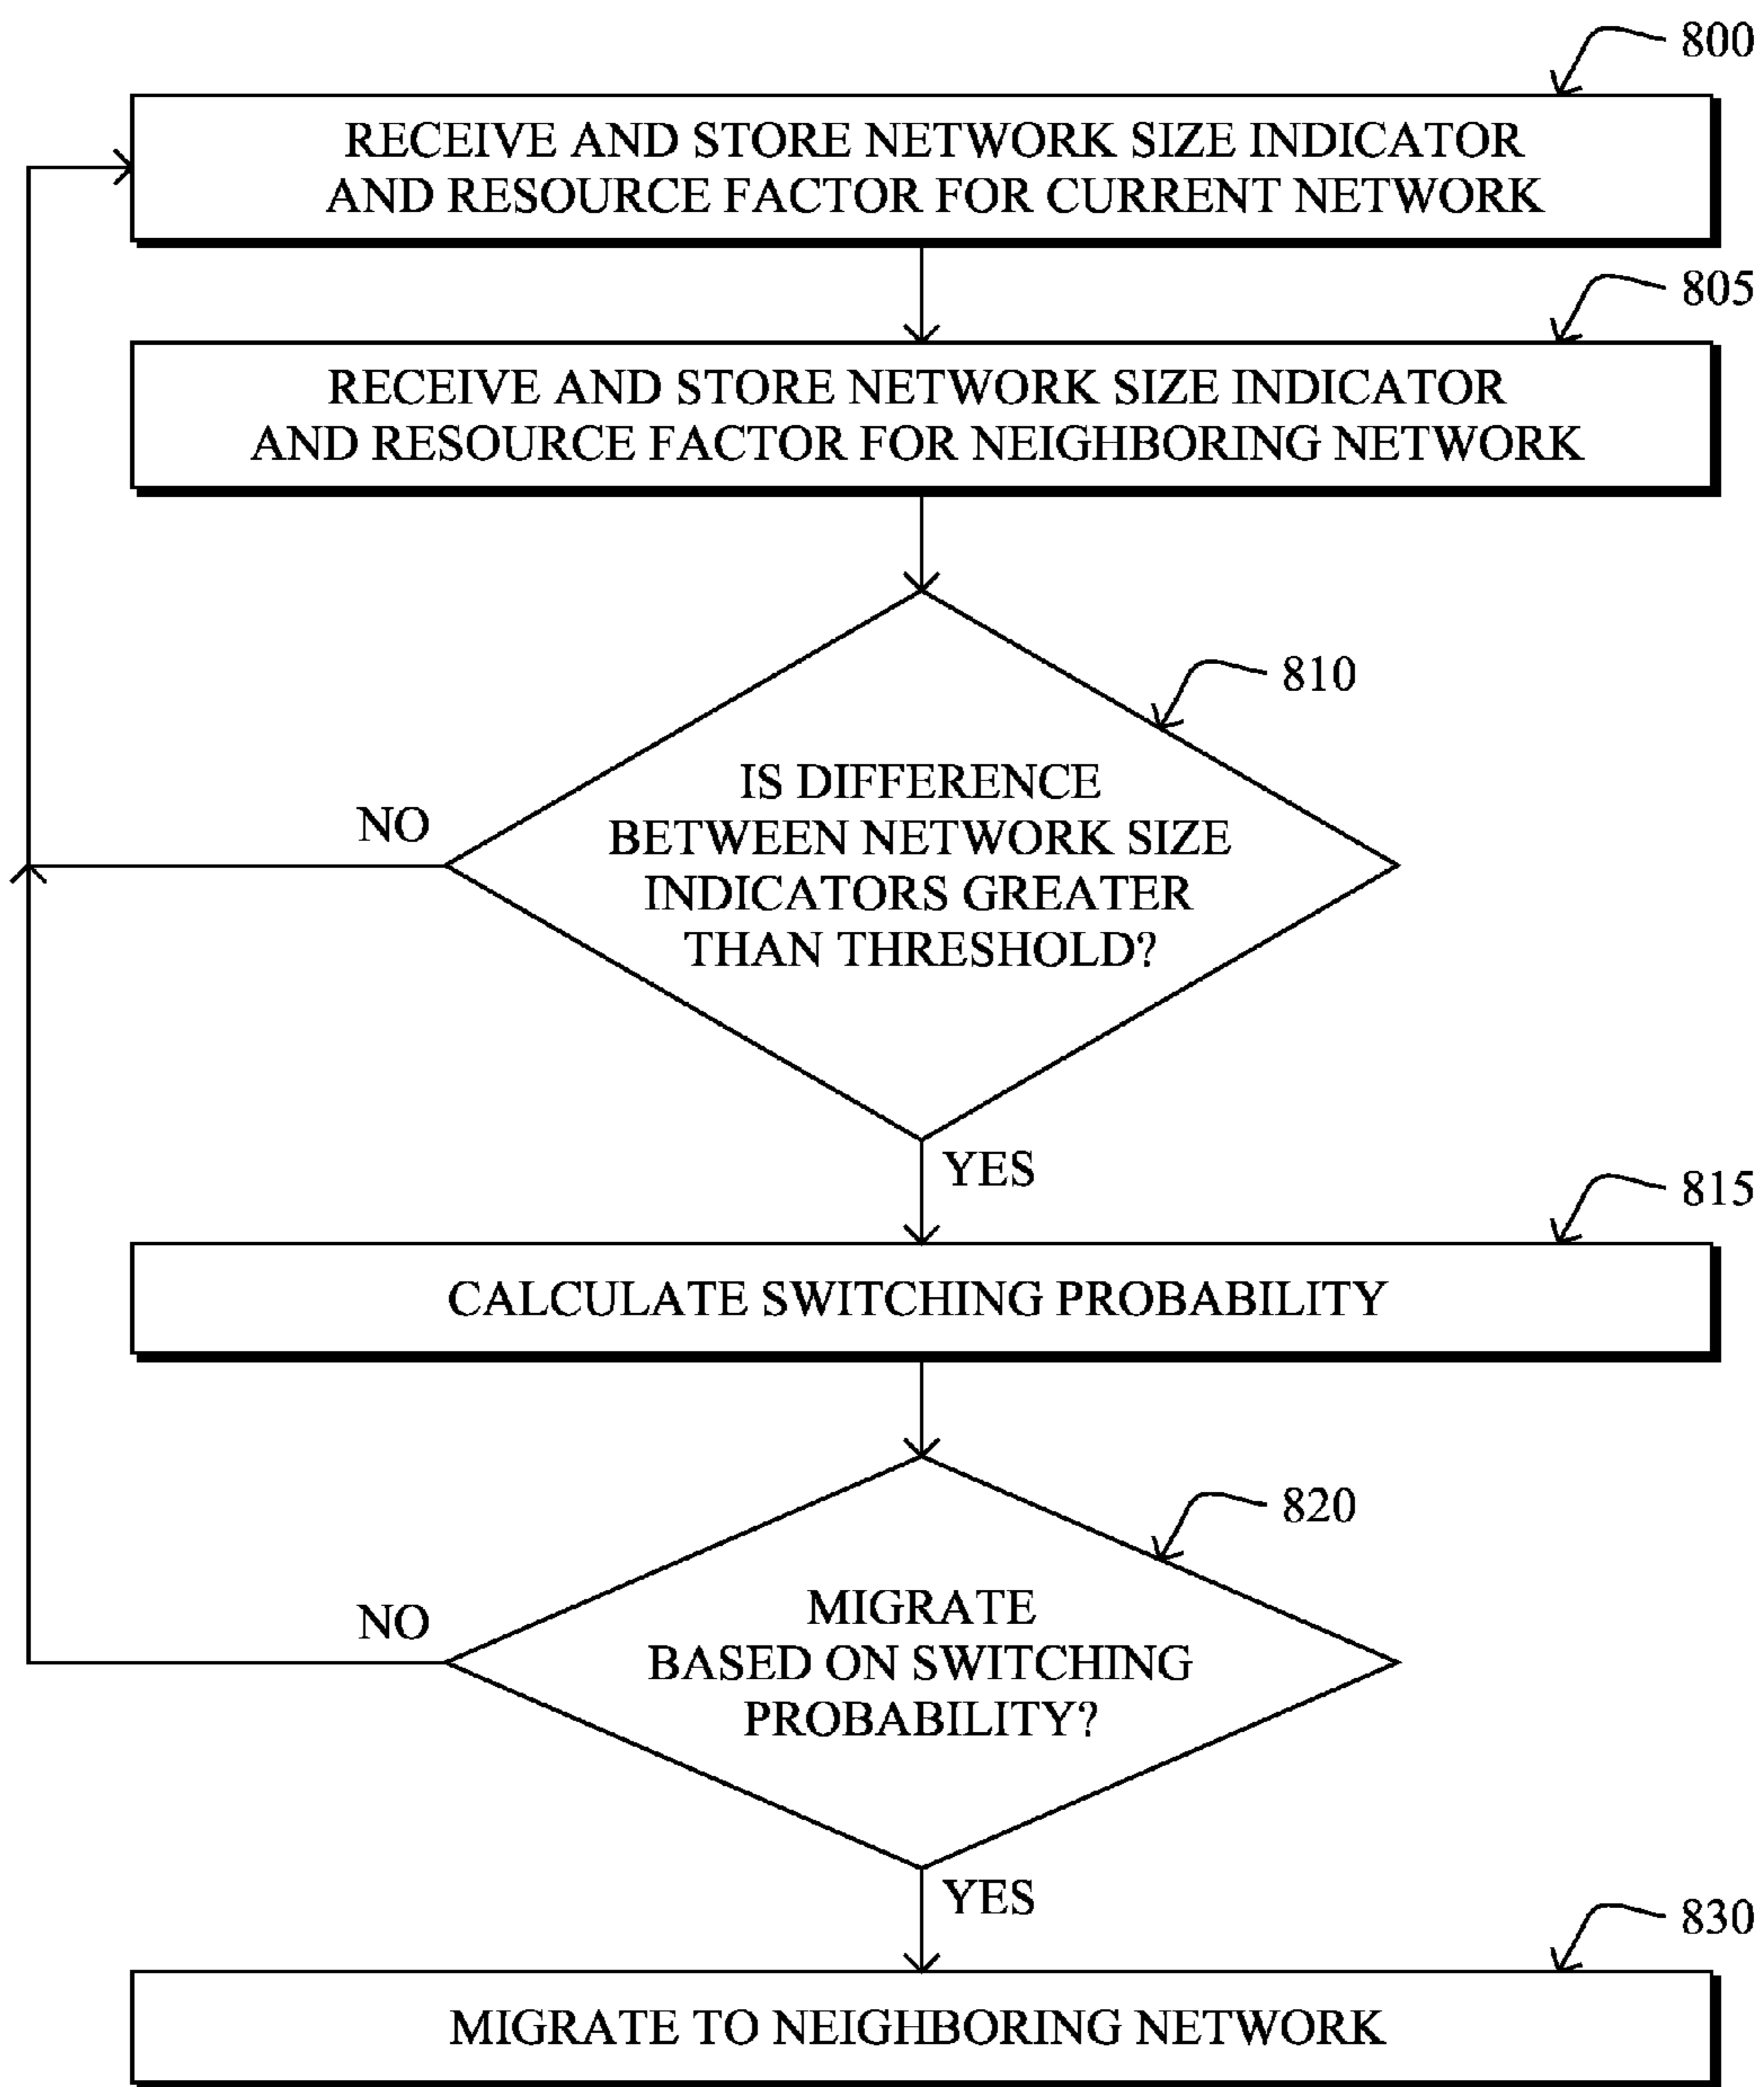 800
RECEIVE AND STORE NETWORK SIZE INDICATOR
AND RESOURCE FACTOR FOR CURRENT NETWORK
805
RECEIVE AND STORE NETWORK SIZE INDICATOR
AND RESOURCE FACTOR FOR NEIGHBORING NETWORK
810
IS DIFFERENCE
BETWEEN NETWORK SIZE
INDICATORS GREATER
THAN THRESHOLD?
NO
YES
815
CALCULATE SWITCHING PROBABILITY
820
MIGRATE
BASED ON SWITCHING
PROBABILITY?
NO
YES
830
MIGRATE TO NEIGHBORING NETWORK